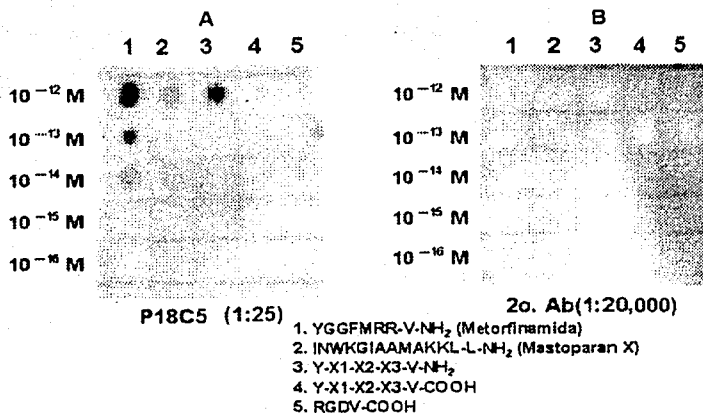 A
1 2 3 4 5
10⁻¹² M
10⁻¹³ M
10⁻¹⁴ M
10⁻¹⁵ M
10⁻¹⁶ M
P18C5 (1:25)
B
1 2 3 4 5
10⁻¹² M
10⁻¹³ M
10⁻¹⁴ M
10⁻¹⁵ M
10⁻¹⁶ M
2o. Ab(1:20,000)
1. YGGFMRR-V-NH₂ (Metorfinamida)
2. INWKGIAAMAKKL-L-NH₂ (Mastoparan X)
3. Y-X1-X2-X3-V-NH₂
4. Y-X1-X2-X3-V-COOH
5. RGDV-COOH